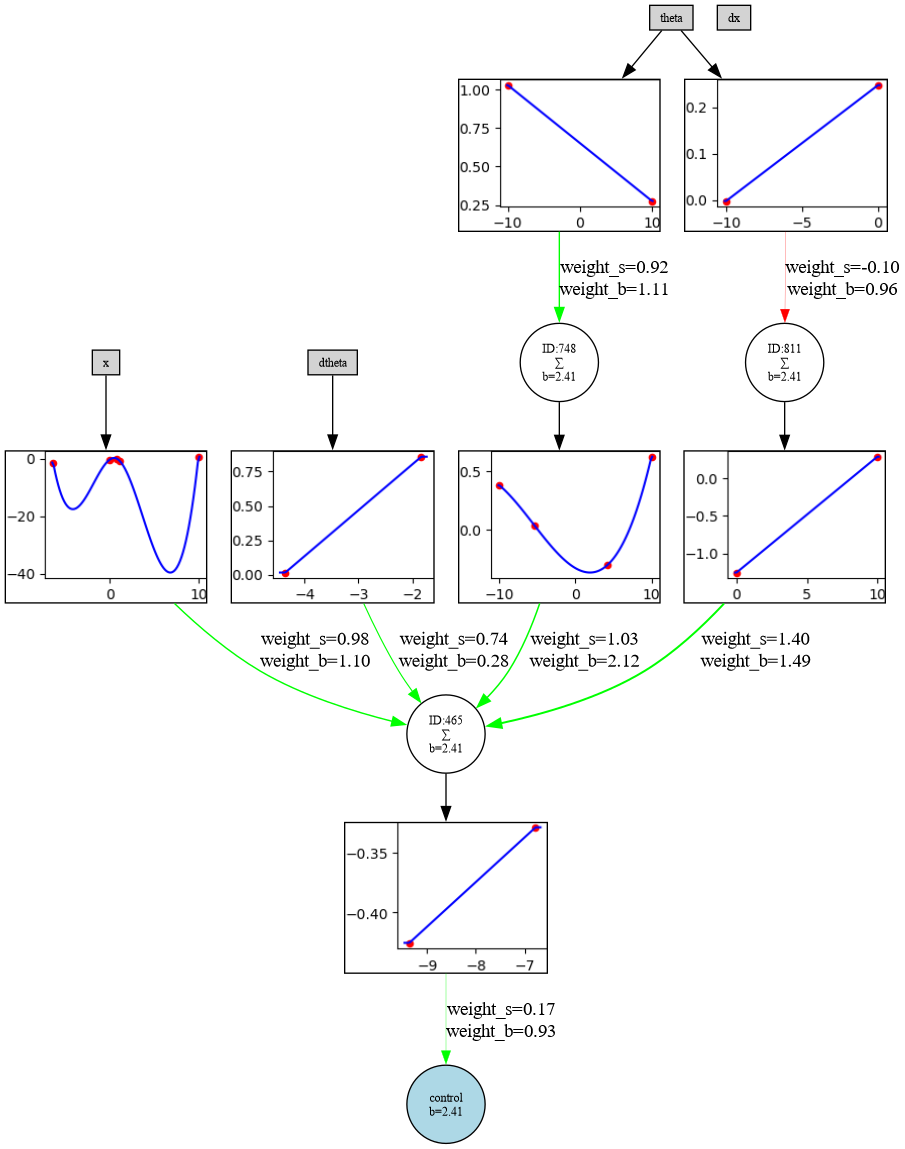 theta
dx
1.00
0.75
0.50
0.25
−10
0
10
0.2
0.1
0.0
−10
−5
0
weight_s=0.92
weight_b=1.11
weight_s=-0.10
weight_b=0.96
x
dtheta
ID:748
∑
b=2.41
ID:811
∑
b=2.41
0
−20
−40
0
10
0.75
0.50
0.25
0.00
−4
−3
−2
0.5
0.0
−10
0
10
0.0
−0.5
−1.0
0
5
10
weight_s=0.98
weight_b=1.10
weight_s=0.74
weight_b=0.28
weight_s=1.03
weight_b=2.12
weight_s=1.40
weight_b=1.49
ID:465
∑
b=2.41
−0.35
−0.40
−9
−8
−7
weight_s=0.17
weight_b=0.93
control
b=2.41